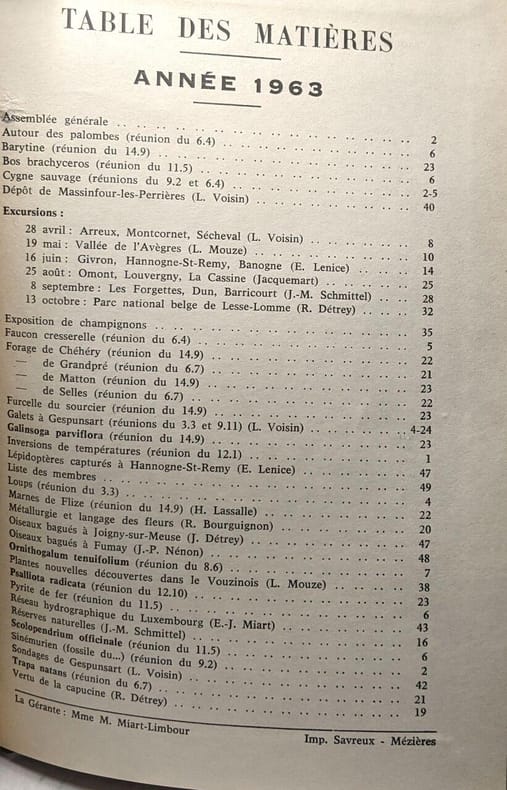 TABLE DES MATIÈRES
ANNÉE 1963
Assemblée générale .. .. .. .. .. .. .. .. .. .. .. 2
Autour des palombes (réunion du 6.4) .. .. .. .. .. .. .. 6
Barytine (réunion du 14.9) .. .. .. .. .. .. .. .. .. 23
Bos brachyceros (réunion du 11.5) .. .. .. .. .. .. .. 6
Cygne sauvage (réunions du 9.2 et 6.4) .. .. .. .. .. .. 2-5
Dépôt de Massinfour-les-Perrières (L. Voisin) .. .. .. .. .. 40
Excursions :
28 avril : Arreux, Montcornet, Sécheval (L. Voisin) .. .. .. 8
19 mai : Vallée de l'Avègres (L. Mouze) .. .. .. .. .. 10
16 juin : Givron, Hannogne-St-Remy, Banogne (E. Lenice) .. .. 14
25 août : Omont, Louvergny, La Cassine (Jacquemart) .. .. .. 25
8 septembre : Les Forgettes, Dun, Barricourt (J.-M. Schmittel) .. 28
13 octobre : Parc national belge de Lesse-Lomme (R. Détrey) .. .. 32
Exposition de champignons .. .. .. .. .. .. .. .. .. 35
Faucon cresserelle (réunion du 6.4) .. .. .. .. .. .. .. 5
Forage de Chéhéry (réunion du 14.9) .. .. .. .. .. .. .. 22
— de Grandpré (réunion du 6.7) .. .. .. .. .. .. .. 21
— de Matton (réunion du 14.9) .. .. .. .. .. .. .. 23
— de Selles (réunion du 6.7) .. .. .. .. .. .. .. 22
Furcelle du sourcier (réunion du 14.9) .. .. .. .. .. .. 23
Galets à Gespunsart (réunions du 3.3 et 9.11) (L. Voisin) .. .. .. 4-24
Galinsoga parviflora (réunion du 14.9) .. .. .. .. .. .. 23
Inversions de températures (réunion du 12.1) .. .. .. .. .. 1
Lépidoptères capturés à Hannogne-St-Remy (E. Lenice) .. .. .. 47
Liste des membres .. .. .. .. .. .. .. .. .. .. 49
Loups (réunion du 3.3) .. .. .. .. .. .. .. .. .. 4
Marnes de Flize (réunion du 14.9) (H. Lassalle) .. .. .. .. .. 22
Métallurgie et langage des fleurs (R. Bourguignon) .. .. .. .. 20
Oiseaux bagués à Joigny-sur-Meuse (J. Détrey) .. .. .. .. .. 47
Oiseaux bagués à Fumay (J.-P. Nénon) .. .. .. .. .. .. 48
Ornithogalum tenuifolium (réunion du 8.6) .. .. .. .. .. .. 7
Plantes nouvelles découvertes dans le Vouzinois (L. Mouze) .. .. .. 38
Psalliota radicata (réunion du 12.10) .. .. .. .. .. .. .. 23
Pyrite de fer (réunion du 11.5) .. .. .. .. .. .. .. .. 6
Réseau hydrographique du Luxembourg (E.-J. Miart) .. .. .. .. 43
Réserves naturelles (J.-M. Schmittel) .. .. .. .. .. .. .. 16
Scolopendrium officinale (réunion du 11.5) .. .. .. .. .. .. 6
Sinémurien (fossile du...) (réunion du 9.2) .. .. .. .. .. .. 2
Sondages de Gespunsart (L. Voisin) .. .. .. .. .. .. .. 42
Trapa natans (réunion du 6.7) .. .. .. .. .. .. .. .. 21
Vertu de la capucine (R. Détrey) .. .. .. .. .. .. .. .. 19
La Gérante : Mme M. Miart-Limbour
Imp. Savreux - Mézières